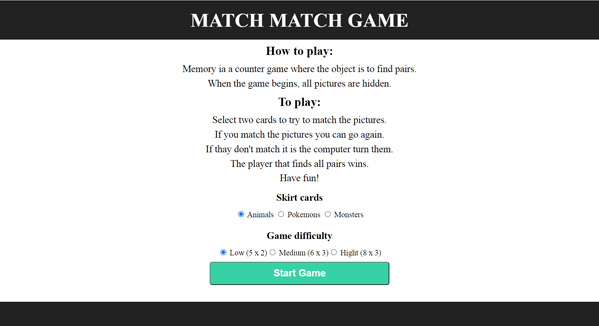 MATCH MATCH GAME
How to play:
Memory ia a counter game where the object is to find pairs.
When the game begins, all pictures are hidden.
To play:
Select two cards to try to match the pictures.
If you match the pictures you can go again.
If thay don't match it is the computer turn them.
The player that finds all pairs wins.
Have fun!
Skirt cards
Animals Pokemons Monsters
Game difficulty
Low (5 x 2) Medium (6 x 3) Hight (8 x 3)
Start Game